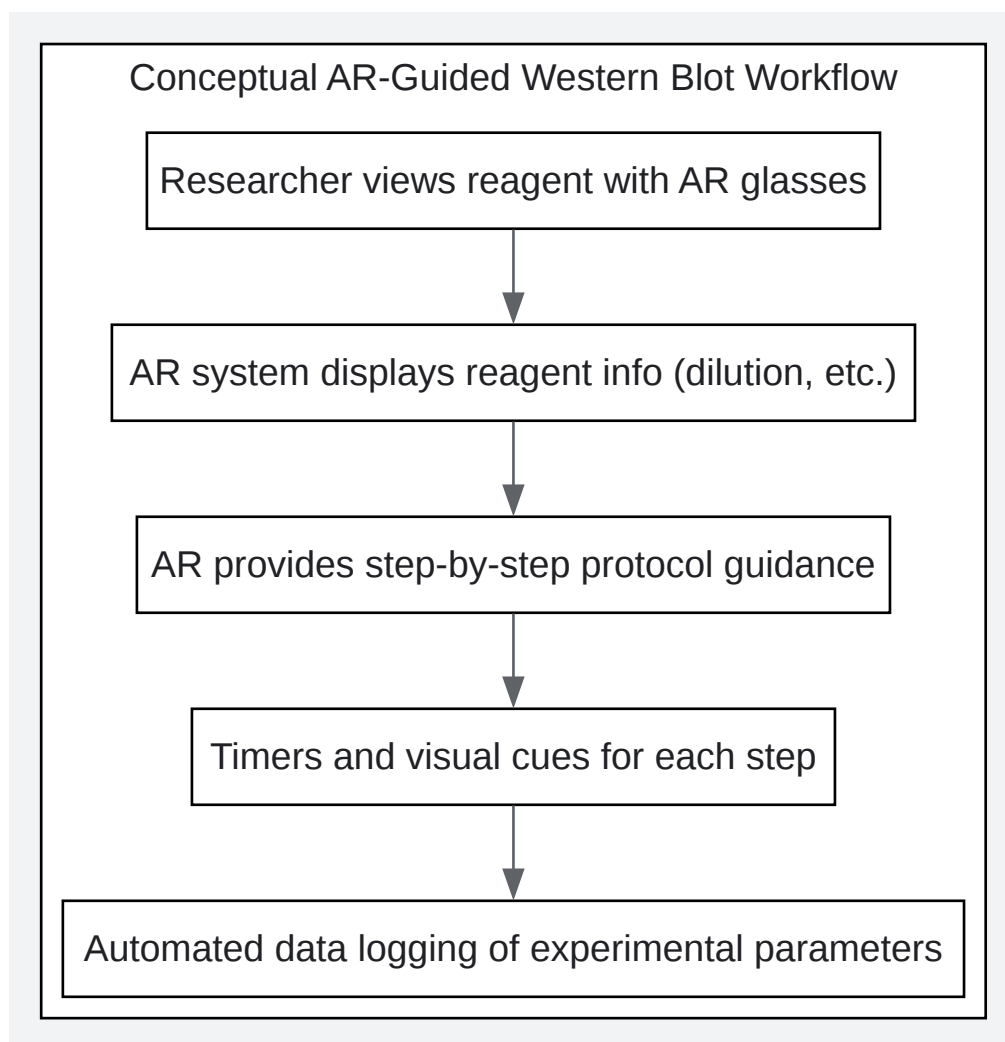 Conceptual AR-Guided Western Blot Workflow
Researcher views reagent with AR glasses
AR system displays reagent info (dilution, etc.)
AR provides step-by-step protocol guidance
Timers and visual cues for each step
Automated data logging of experimental parameters